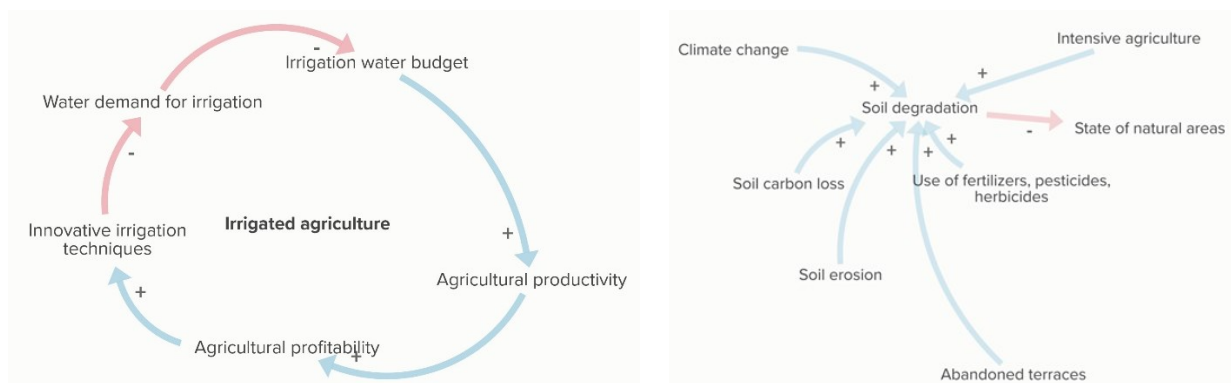 -
Irrigation water budget
Water demand for irrigation
-
Innovative irrigation
techniques
Irrigated agriculture
+
Agricultural productivity
+
Agricultural profitability
+
Climate change
Intensive agriculture
+
+
Soil degradation
-
State of natural areas
+
+
+
+
Soil carbon loss
Use of fertilizers, pesticides,
herbicides
Soil erosion
Abandoned terraces